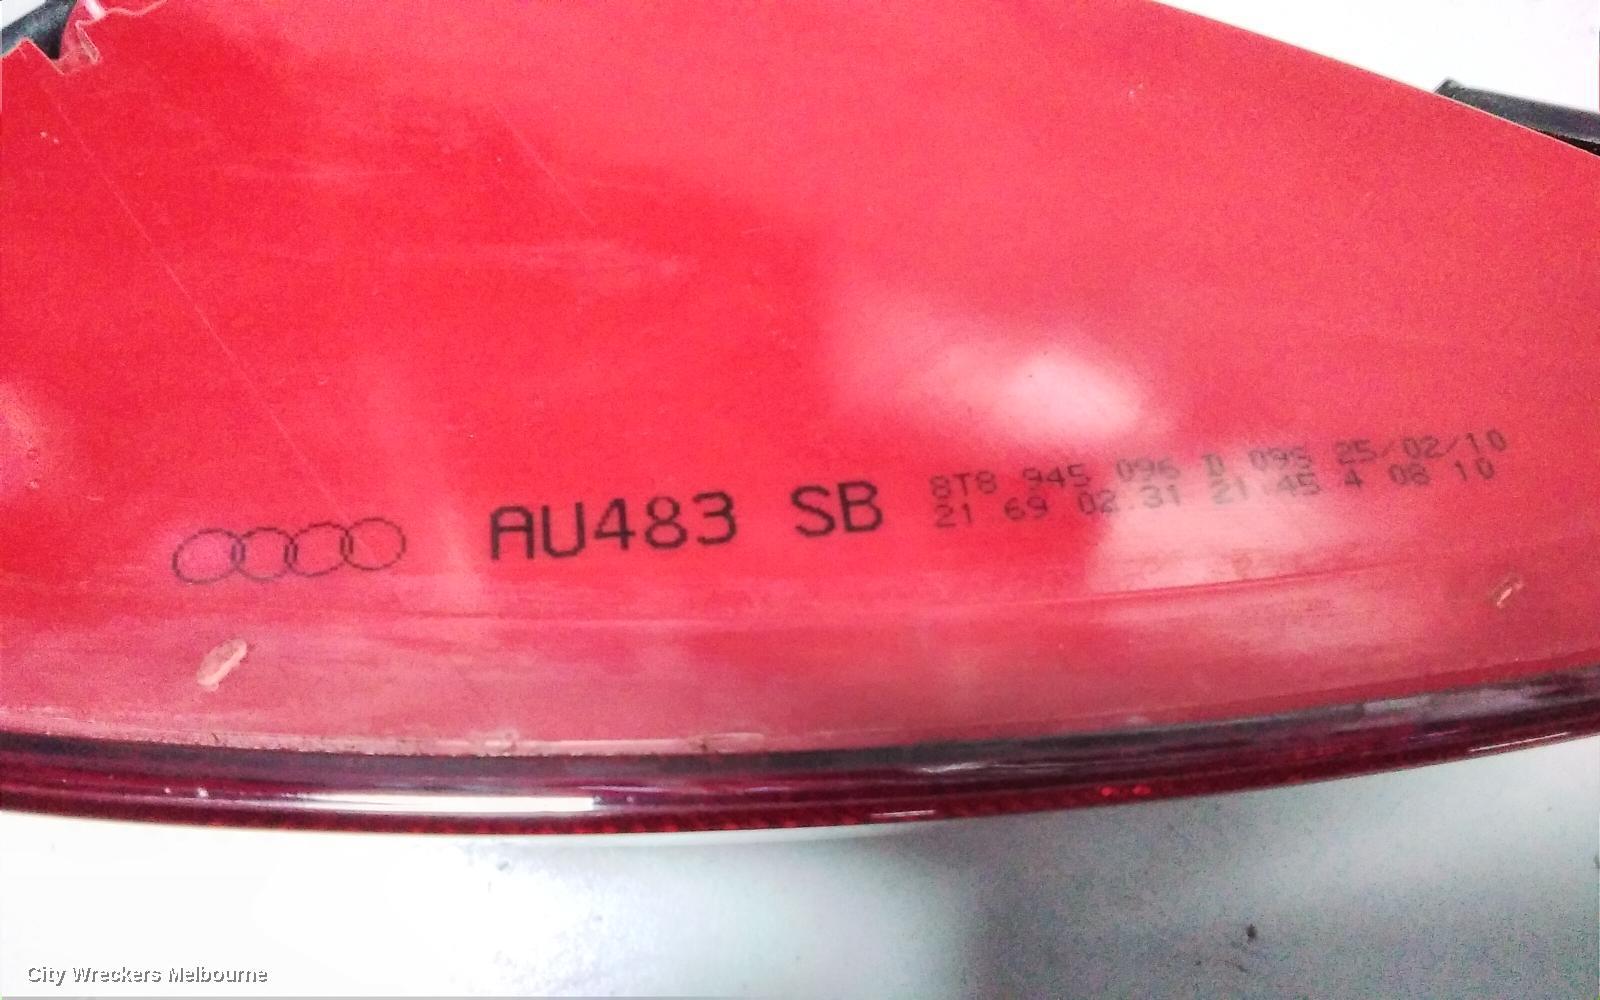 AU483 SB
8T8 945 096 D 09S 25/02/10
21 69 02.31 21:45 4 08 10
City Wreckers Melbourne